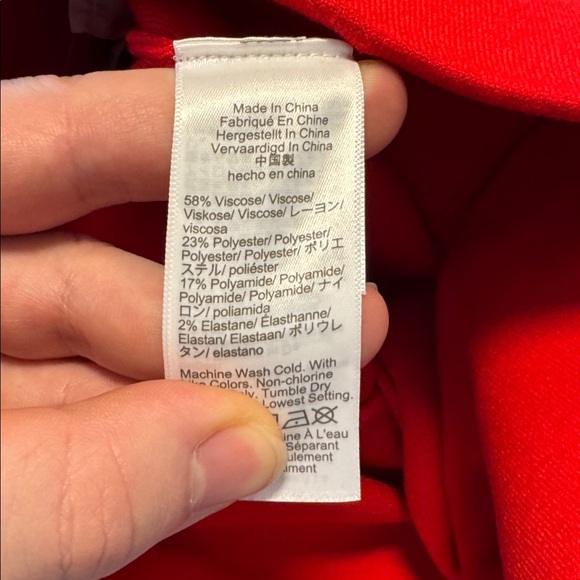 Made In China
Fabriqué En Chine
Hergestellt In China
Vervaardigd In China
中国製
hecho en china
58% Viscose/ Viscose/
Viskose/ Viscose/ レーヨン/
viscosa
23% Polyester/ Polyester/
Polyester/ Polyester/ ポリエ
ステル/ poliéster
17% Polyamide/ Polyamide/
Polyamide/ Polyamide/ ナイ
ロン/ poliamida
2% Elastane/ Élasthanne/
Elastan/ Elastaan/ ポリウレ
タン/ elastano
Machine Wash Cold. With
Colors. Non-chlorine
Tumble Dry
Lowest Setting.
À L'eau
Séparant